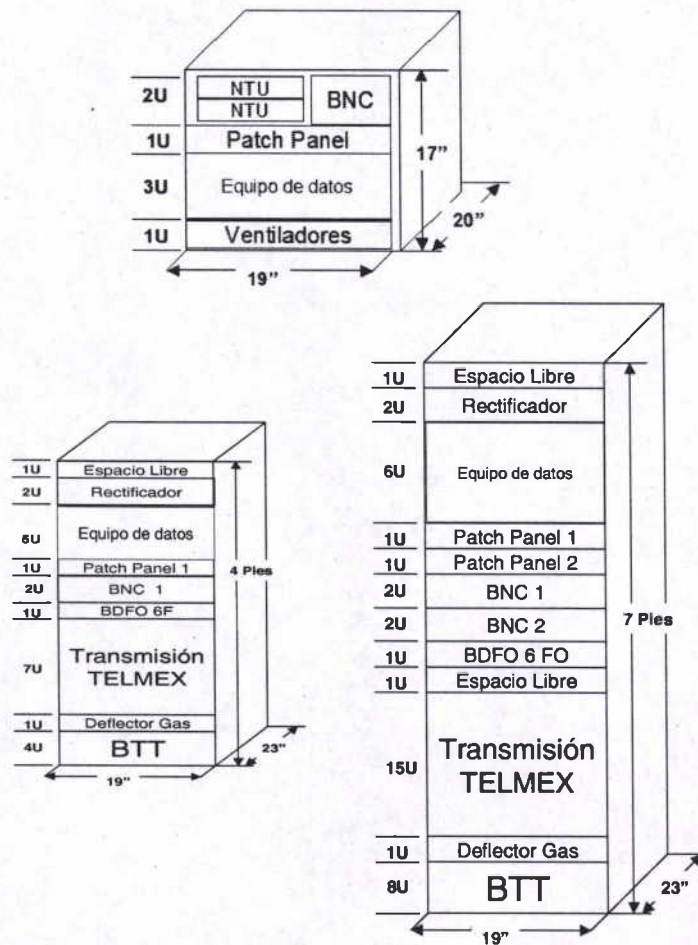 2U NTU BNC
NTU
1U Patch Panel
3U Equipo de datos
1U Ventiladores
17”
20”
19”
1U Espacio Libre
2U Rectificador
Equipo de datos
1U Patch Panel 1
2U BNC 1
1U BDFO 6F
7U Transmisión
TELMEX
1U Deflector Gas
4U BTT
4 Pies
23”
19”
1U Espacio Libre
2U Rectificador
6U Equipo de datos
1U Patch Panel 1
1U Patch Panel 2
2U BNC 1
2U BNC 2
1U BDFO 6 FO
1U Espacio Libre
15U Transmisión
TELMEX
1U Deflector Gas
8U BTT
7 Pies
23”
19”